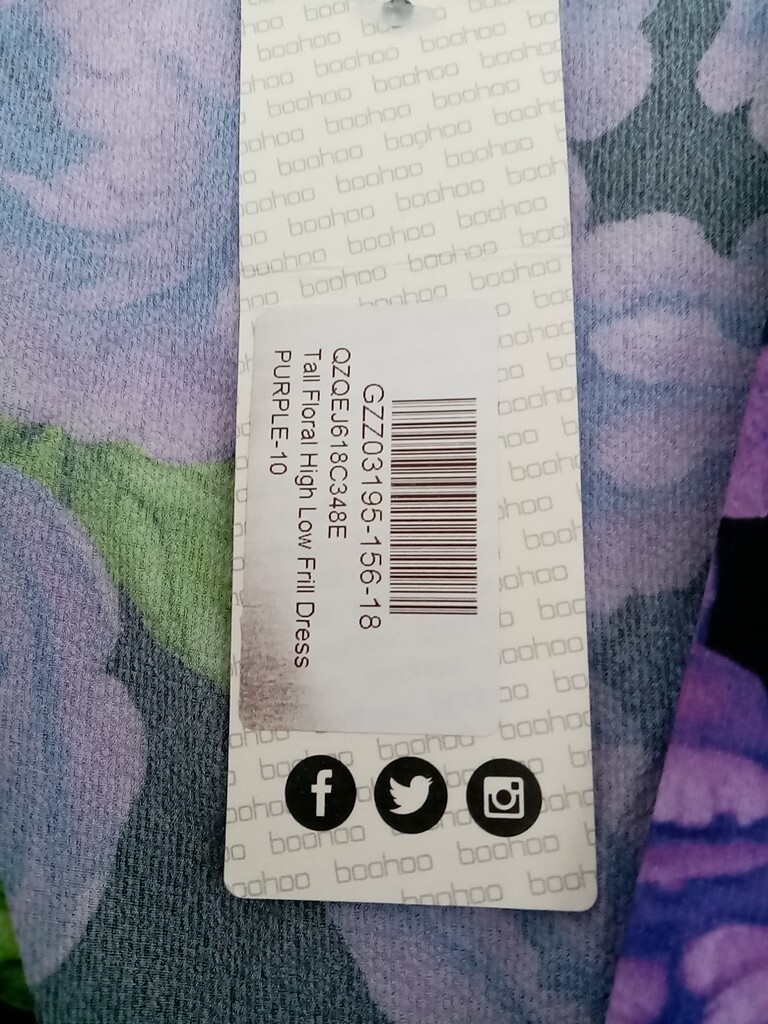 boohoo
GZZ03195-156-18
QZQEJ618C348E
Tall Floral High Low Frill Dress
PURPLE-10